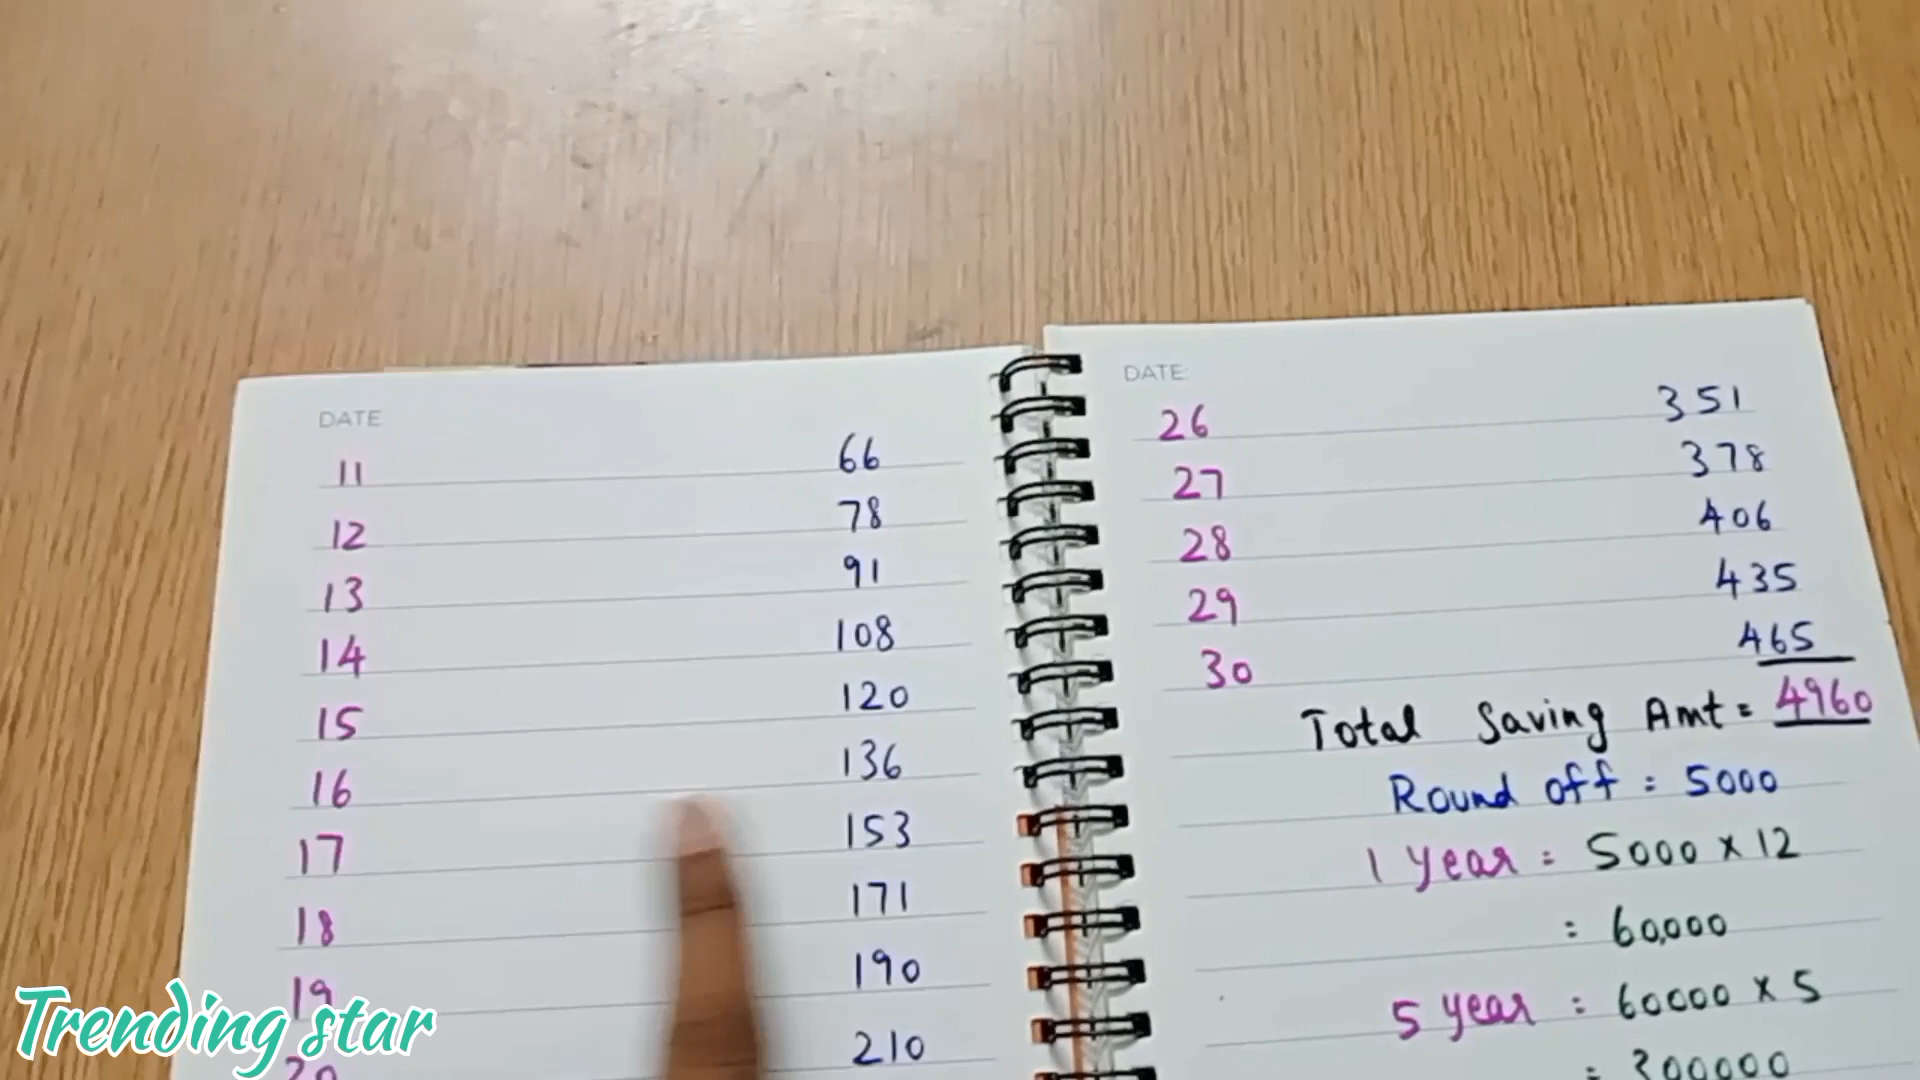 DATE
11 66
12 78
13 91
14 108
15 120
16 136
17 153
18 171
19 190
20 210
DATE:
26 351
27 378
28 406
29 435
30 465
Total Saving Amt = 4960
Round off = 5000
1 year = 5000 x 12
= 60,000
5 year = 60000 x 5
= 300000
Trending star